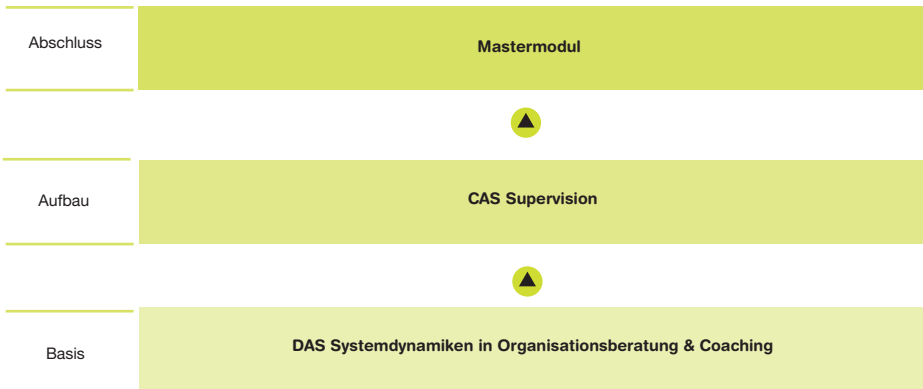 Abschluss
Mastermodul
Aufbau
CAS Supervision
Basis
DAS Systemdynamiken in Organisationsberatung & Coaching